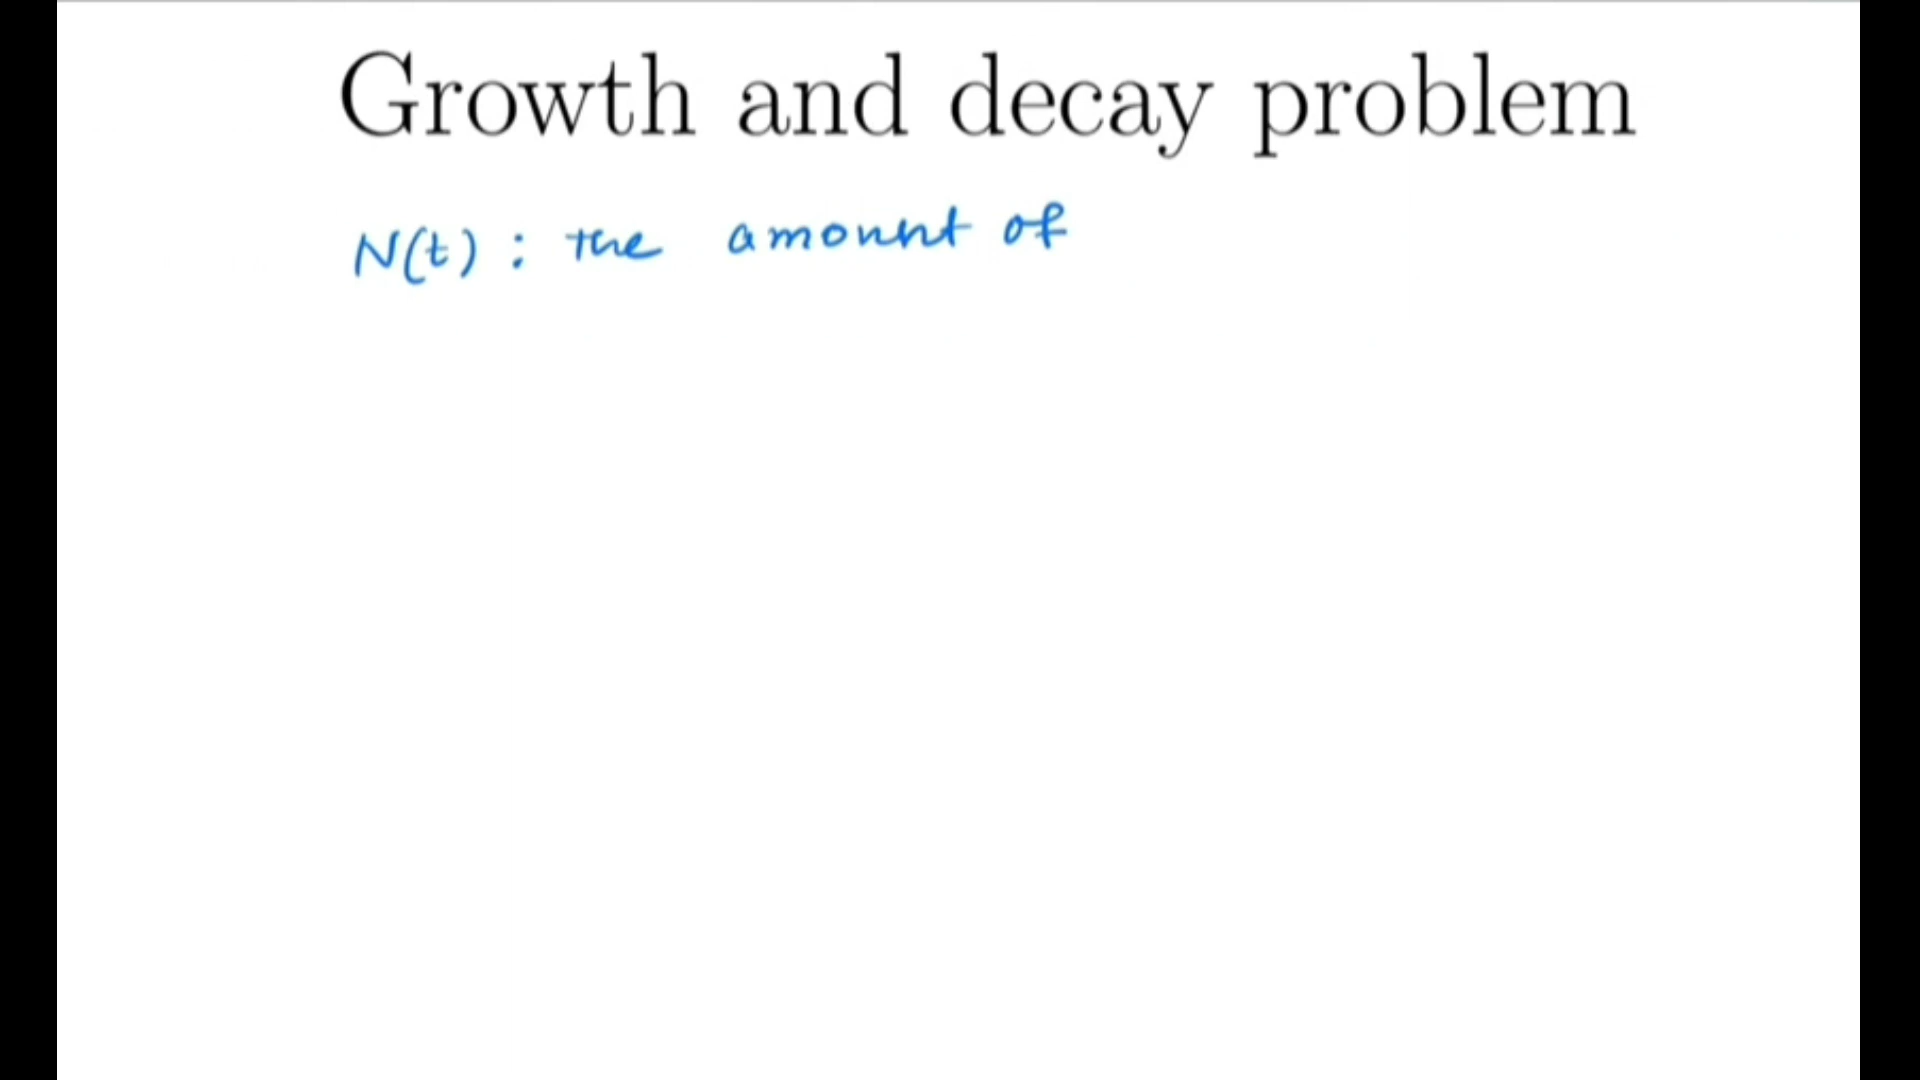 Growth and decay problem
N(t) : the amount of